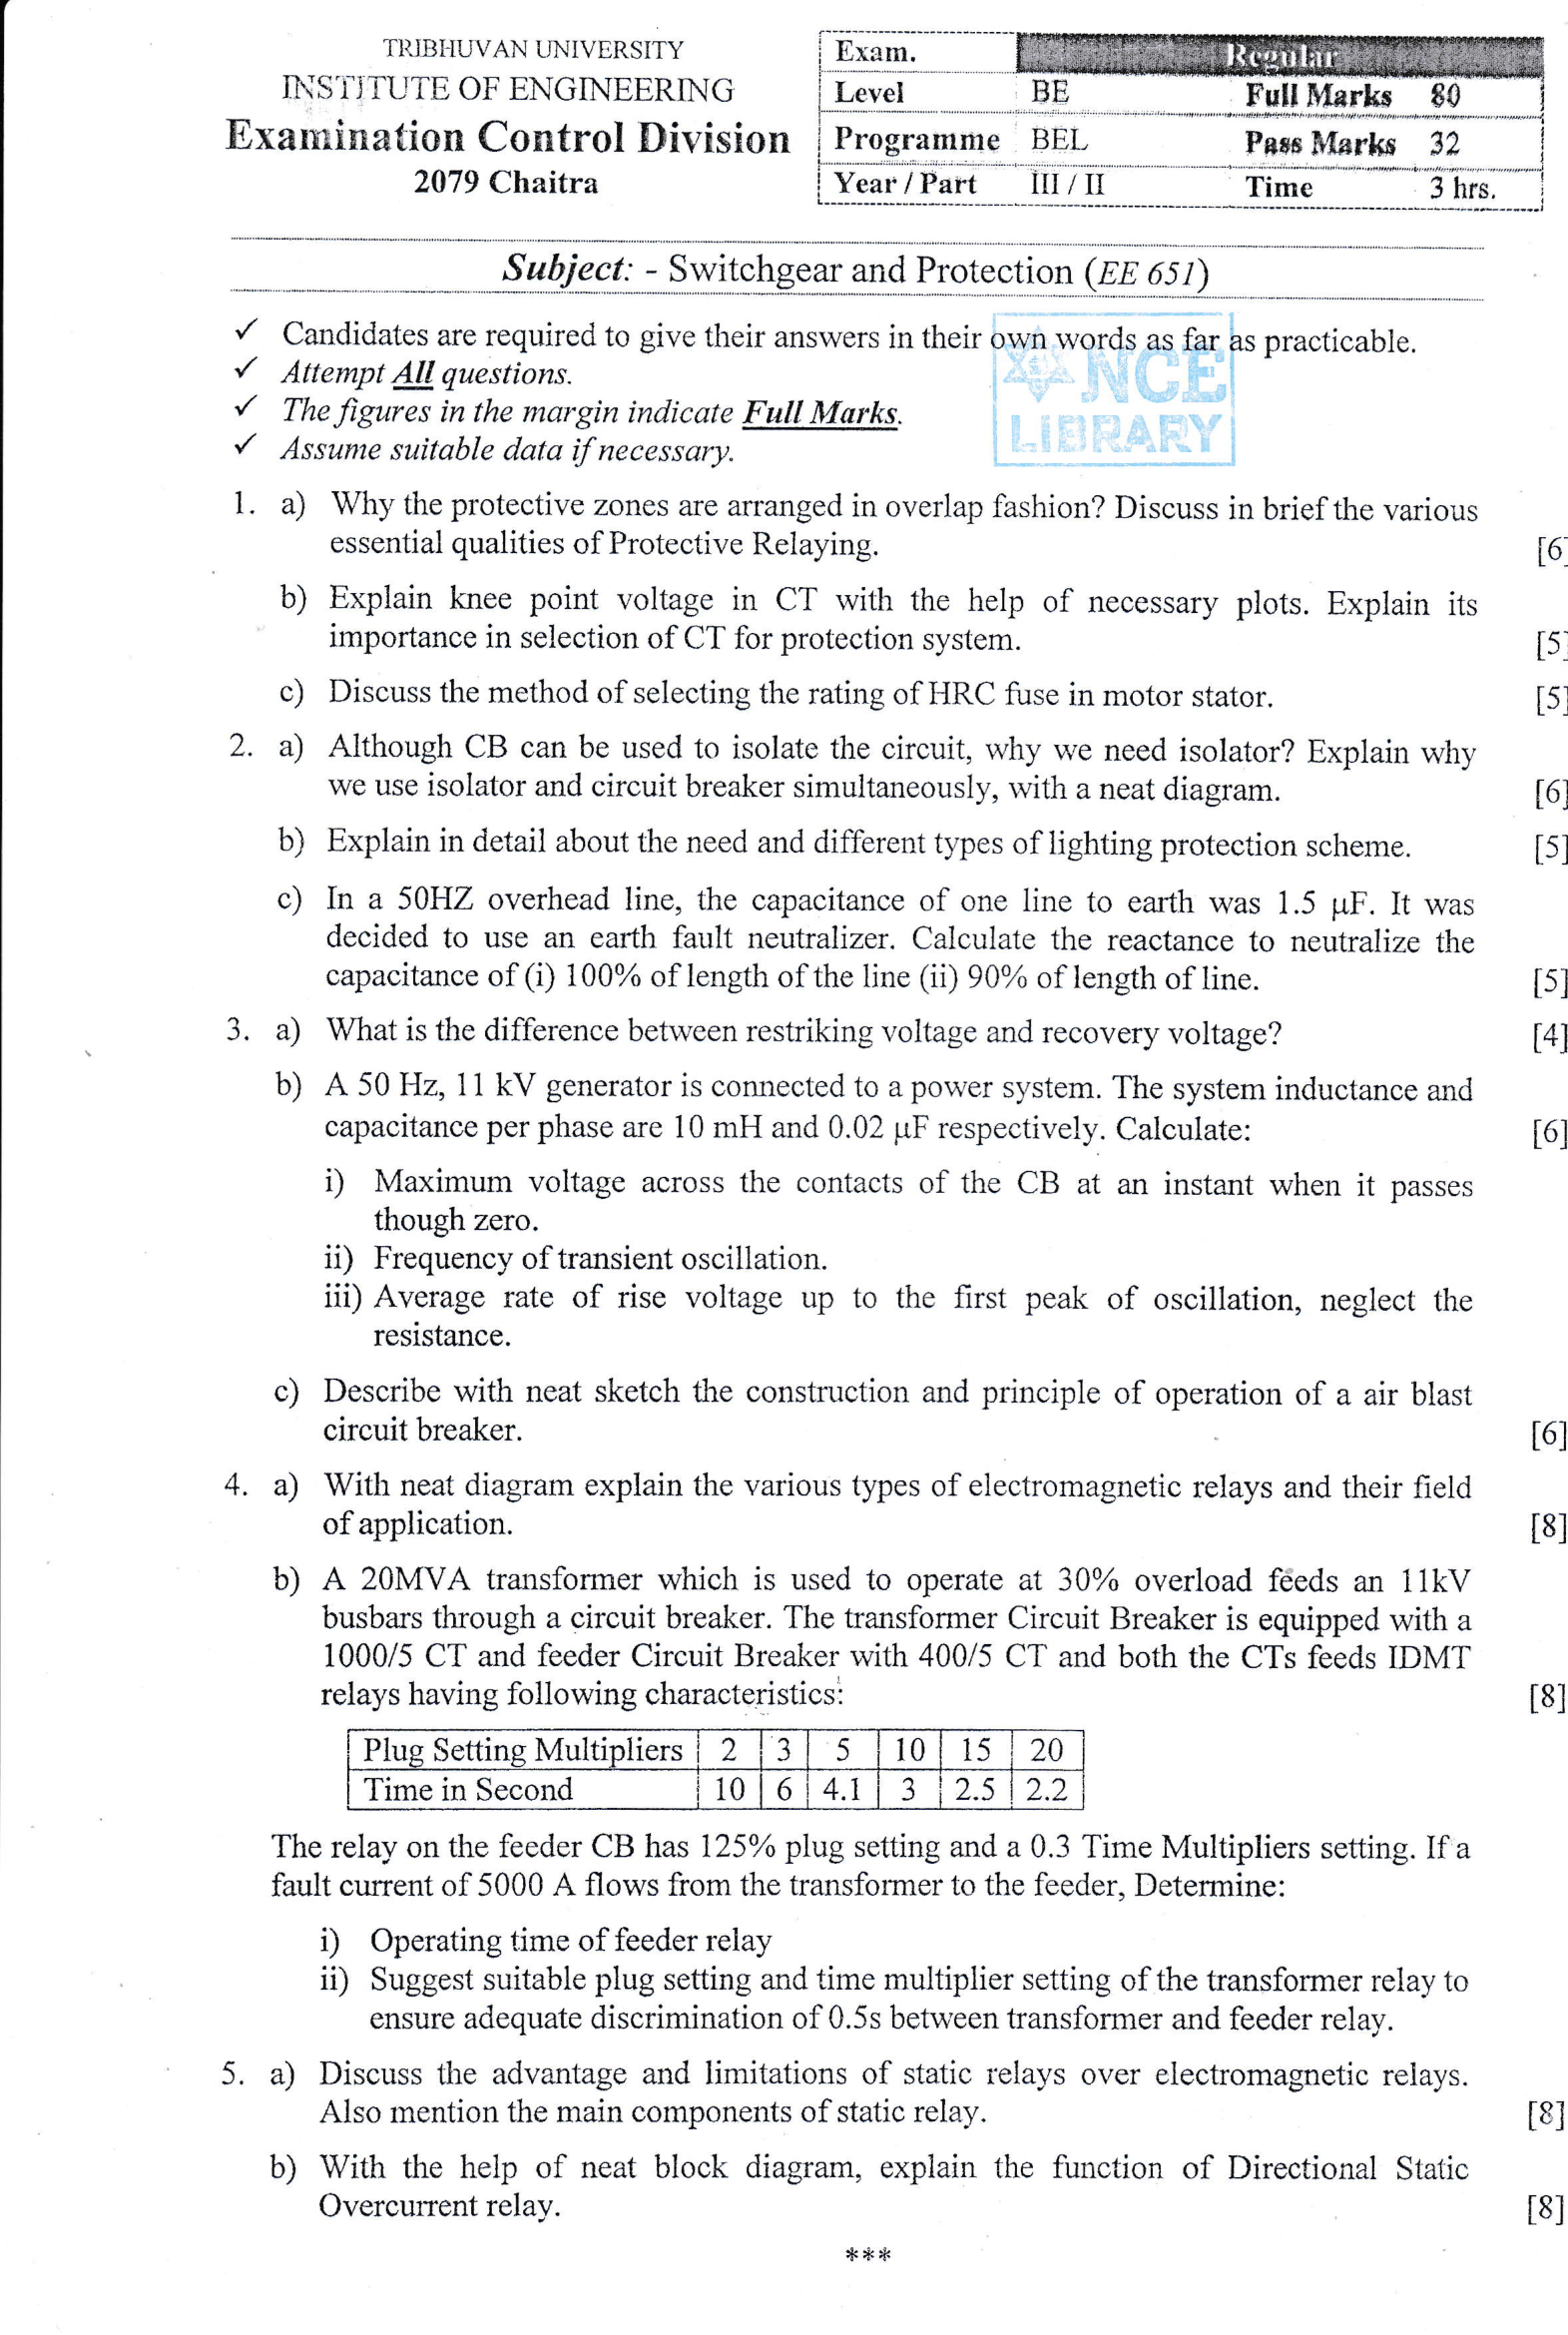 TRIBHUVAN UNIVERSITY
INSTITUTE OF ENGINEERING
Examination Control Division
2079 Chaitra
Exam. Regular
Level BE Full Marks 80
Programme BEL Pass Marks 32
Year / Part III / II Time 3 hrs.
Subject: - Switchgear and Protection (EE 651)
✓ Candidates are required to give their answers in their own words as far as practicable.
✓ Attempt All questions.
✓ The figures in the margin indicate Full Marks.
✓ Assume suitable data if necessary.
NCE
LIBRARY
1. a) Why the protective zones are arranged in overlap fashion? Discuss in brief the various
essential qualities of Protective Relaying. [6]
b) Explain knee point voltage in CT with the help of necessary plots. Explain its
importance in selection of CT for protection system. [5]
c) Discuss the method of selecting the rating of HRC fuse in motor stator. [5]
2. a) Although CB can be used to isolate the circuit, why we need isolator? Explain why
we use isolator and circuit breaker simultaneously, with a neat diagram. [6]
b) Explain in detail about the need and different types of lighting protection scheme. [5]
c) In a 50HZ overhead line, the capacitance of one line to earth was 1.5 µF. It was
decided to use an earth fault neutralizer. Calculate the reactance to neutralize the
capacitance of (i) 100% of length of the line (ii) 90% of length of line. [5]
3. a) What is the difference between restriking voltage and recovery voltage? [4]
b) A 50 Hz, 11 kV generator is connected to a power system. The system inductance and
capacitance per phase are 10 mH and 0.02 µF respectively. Calculate: [6]
i) Maximum voltage across the contacts of the CB at an instant when it passes
though zero.
ii) Frequency of transient oscillation.
iii) Average rate of rise voltage up to the first peak of oscillation, neglect the
resistance.
c) Describe with neat sketch the construction and principle of operation of a air blast
circuit breaker. [6]
4. a) With neat diagram explain the various types of electromagnetic relays and their field
of application. [8]
b) A 20MVA transformer which is used to operate at 30% overload feeds an 11kV
busbars through a circuit breaker. The transformer Circuit Breaker is equipped with a
1000/5 CT and feeder Circuit Breaker with 400/5 CT and both the CTs feeds IDMT
relays having following characteristics: [8]
Plug Setting Multipliers 2 3 5 10 15 20
Time in Second 10 6 4.1 3 2.5 2.2
The relay on the feeder CB has 125% plug setting and a 0.3 Time Multipliers setting. If a
fault current of 5000 A flows from the transformer to the feeder, Determine:
i) Operating time of feeder relay
ii) Suggest suitable plug setting and time multiplier setting of the transformer relay to
ensure adequate discrimination of 0.5s between transformer and feeder relay.
5. a) Discuss the advantage and limitations of static relays over electromagnetic relays.
Also mention the main components of static relay. [8]
b) With the help of neat block diagram, explain the function of Directional Static
Overcurrent relay. [8]
***